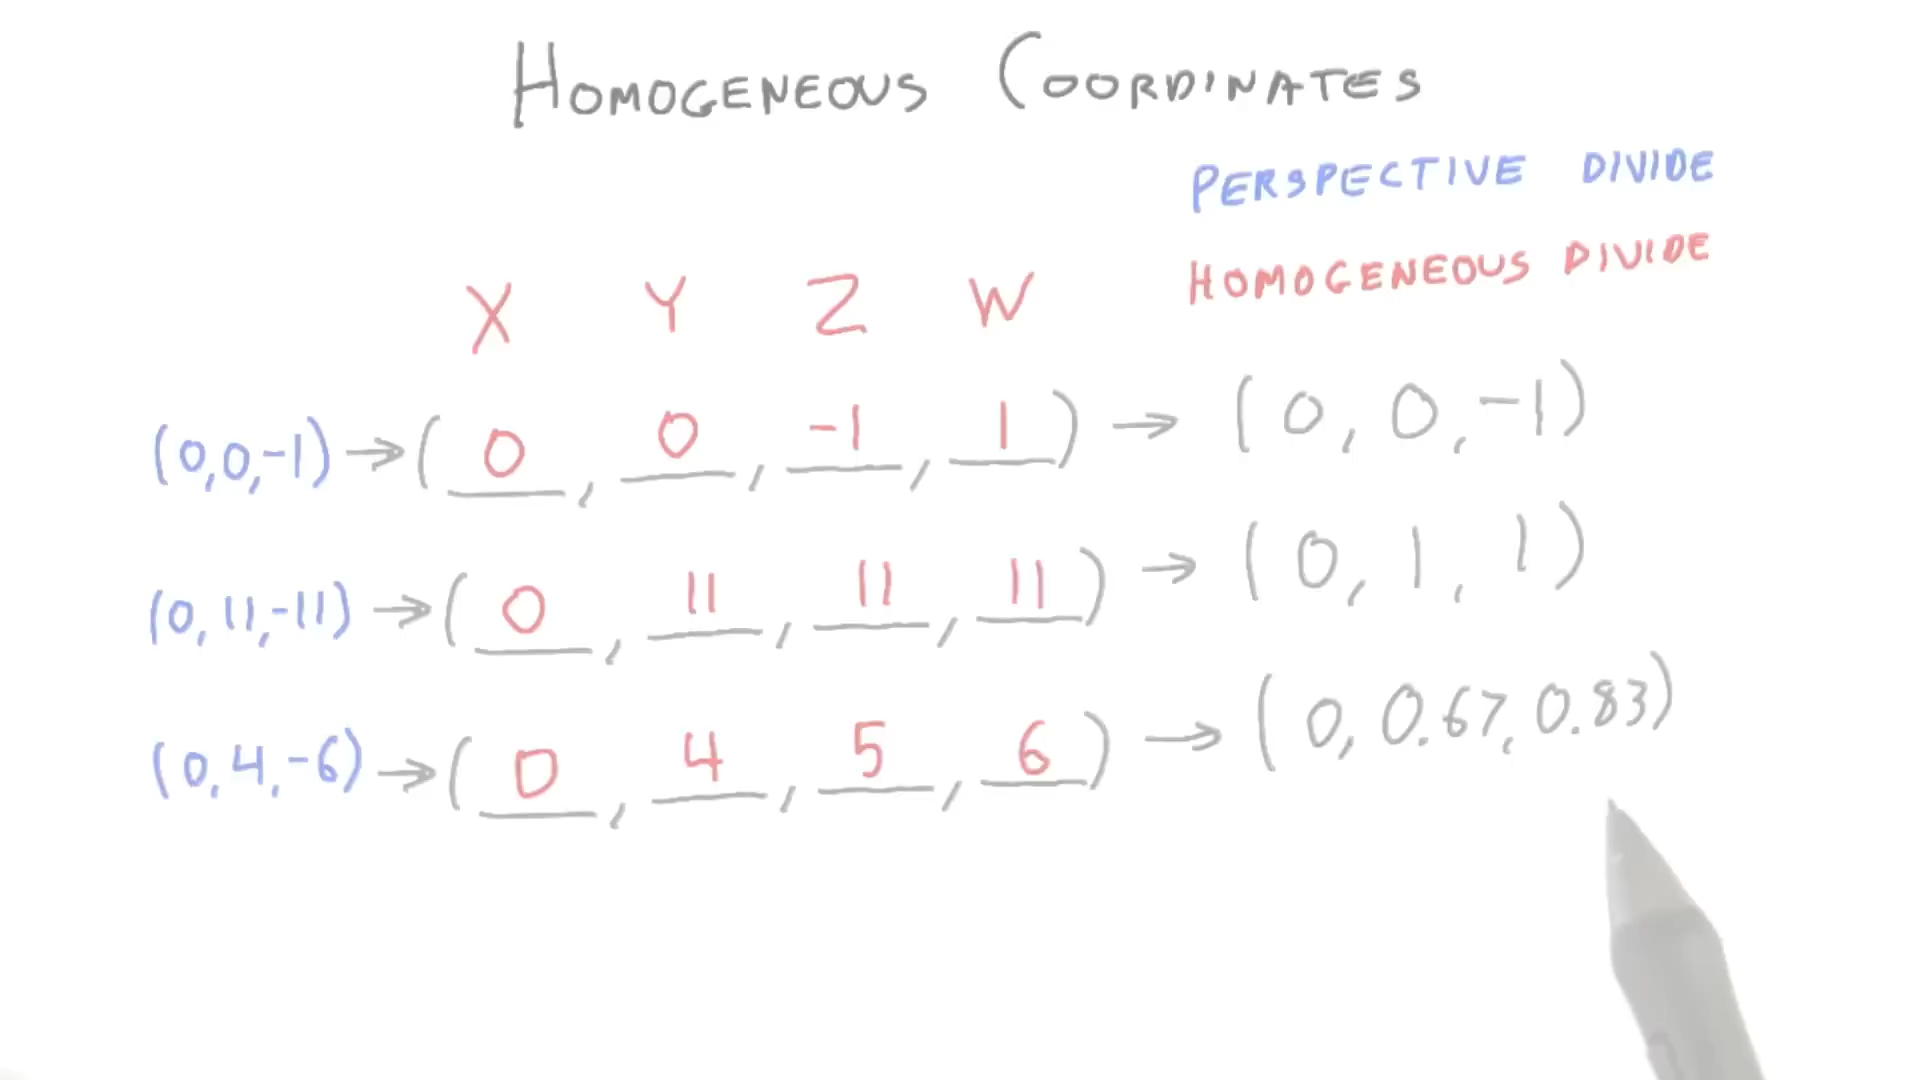 HOMOGENEOUS COORDINATES
PERSPECTIVE DIVIDE
HOMOGENEOUS DIVIDE
X Y Z W
(0,0,-1) → ( 0 , 0 , -1 , 1 ) → ( 0, 0, -1)
(0, 11, -11) → ( 0 , 11 , 11 , 11 ) → ( 0, 1, 1)
(0, 4, -6) → ( 0 , 4 , 5 , 6 ) → ( 0, 0.67, 0.83)